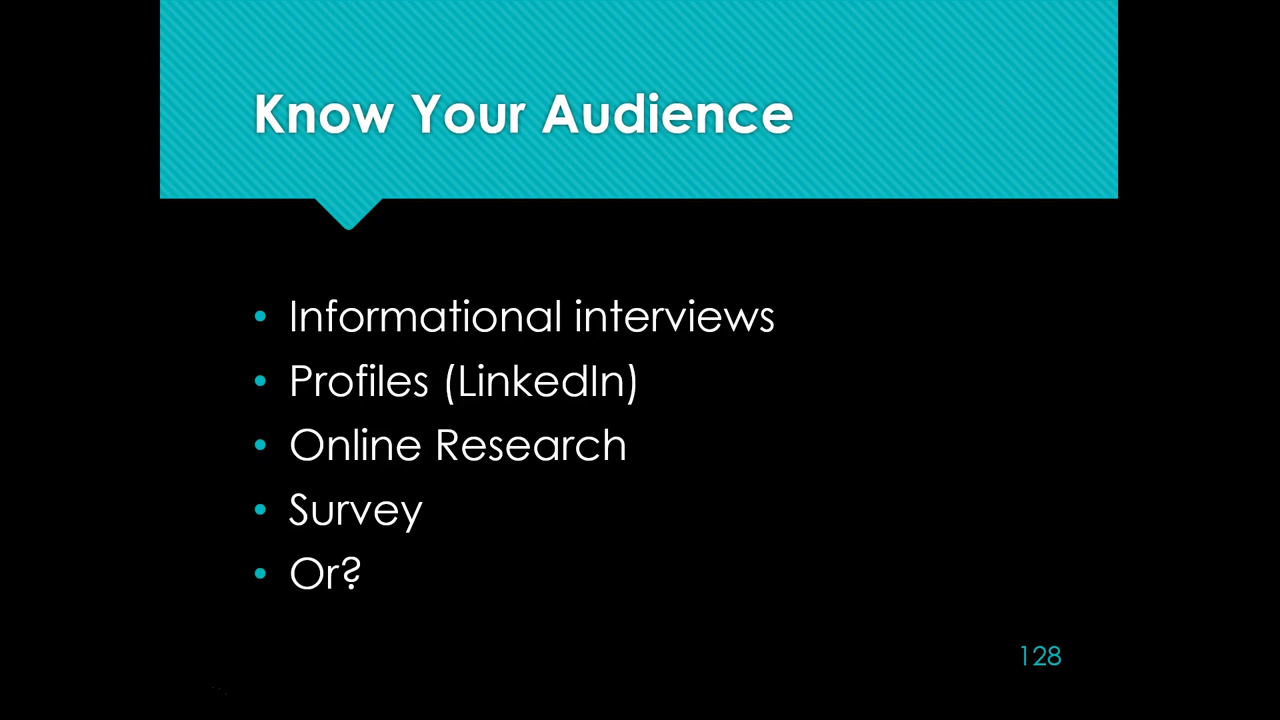 Know Your Audience
• Informational interviews
• Profiles (LinkedIn)
• Online Research
• Survey
• Or?
128